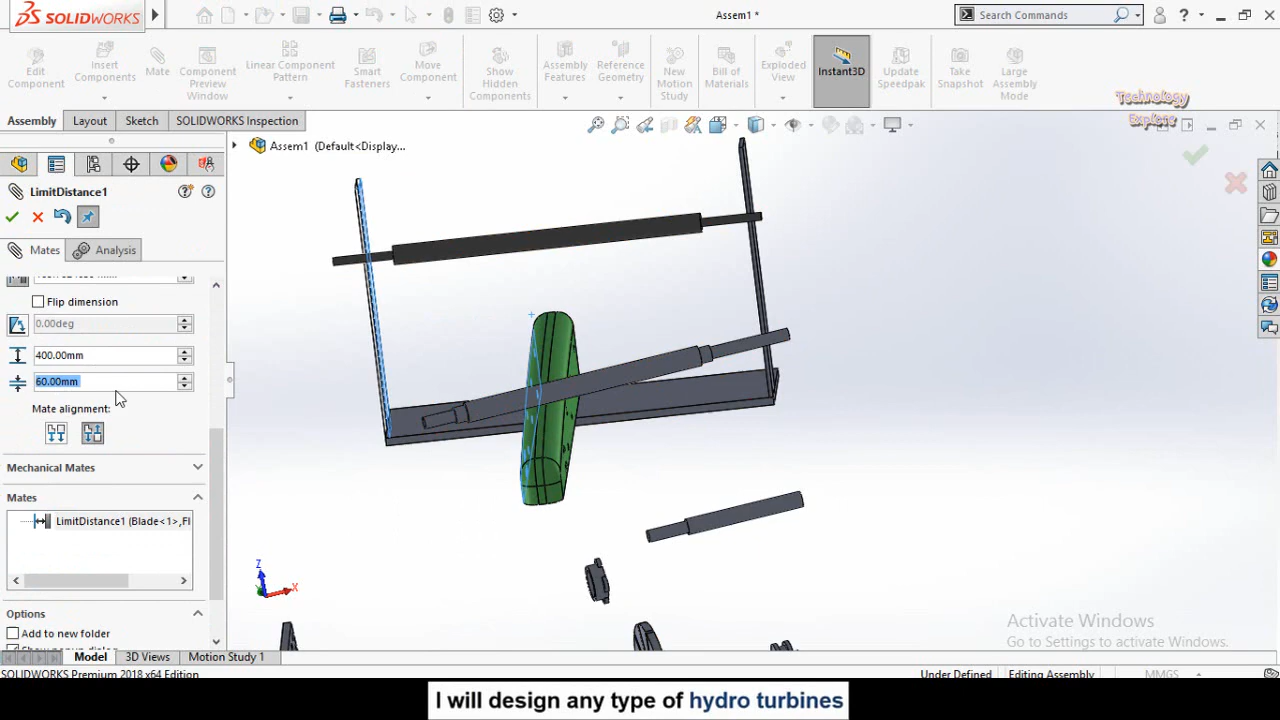 SOLIDWORKS
Assem1 *
Search Commands
?
Edit
Component
Insert
Components
Mate
Component
Preview
Window
Linear Component
Pattern
Smart
Fasteners
Move
Component
Show
Hidden
Components
Assembly
Features
Reference
Geometry
New
Motion
Study
Bill of
Materials
Exploded
View
Instant3D
Update
Speedpak
Take
Snapshot
Large
Assembly
Mode
Technology
Explore
Assembly
Layout
Sketch
SOLIDWORKS Inspection
Assem1 (Default<Display...
LimitDistance1
Mates
Analysis
Flip dimension
0.00deg
400.00mm
60.00mm
Mate alignment:
Mechanical Mates
Mates
LimitDistance1 (Blade<1>,Fl
Options
Add to new folder
Show popup dialog
Z
X
Activate Windows
Go to Settings to activate Windows.
Model
3D Views
Motion Study 1
SOLIDWORKS Premium 2018 x64 Edition
Under Defined
Editing Assembly
MMGS
I will design any type of hydro turbines